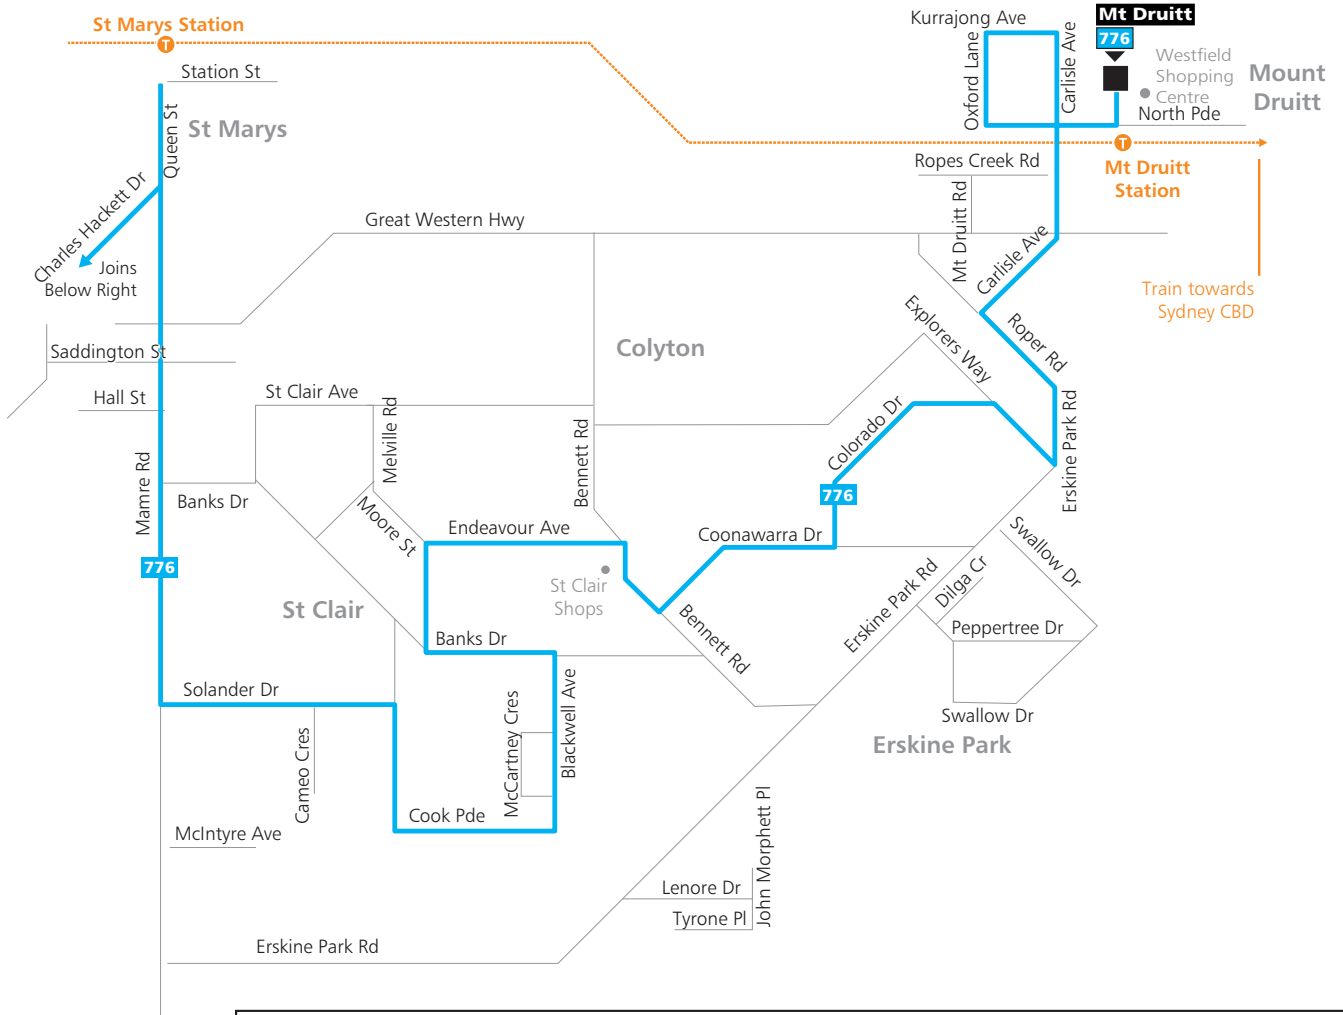 St Marys Station
T
Station St
Queen St
St Marys
Charles Hackett Dr
Joins
Below Right
Kurrajong Ave
Oxford Lane
Carlisle Ave
Mt Druitt
776
Westfield
Shopping
Centre
Mount
Druitt
North Pde
T
Mt Druitt
Station
Ropes Creek Rd
Mt Druitt Rd
Great Western Hwy
Carlisle Ave
Train towards
Sydney CBD
Saddington St
Hall St
St Clair Ave
Melville Rd
Colyton
Explorers Way
Roper Rd
Erskine Park Rd
Colorado Dr
776
Bennett Rd
Mamre Rd
Banks Dr
Moore St
Endeavour Ave
Coonawarra Dr
776
St Clair
St Clair
Shops
Bennett Rd
Erskine Park Rd
Dilga Cr
Swallow Dr
Peppertree Dr
Swallow Dr
Erskine Park
Banks Dr
Solander Dr
Cameo Cres
McCartney Cres
Blackwell Ave
Cook Pde
McIntyre Ave
John Morphett Pl
Lenore Dr
Tyrone Pl
Erskine Park Rd